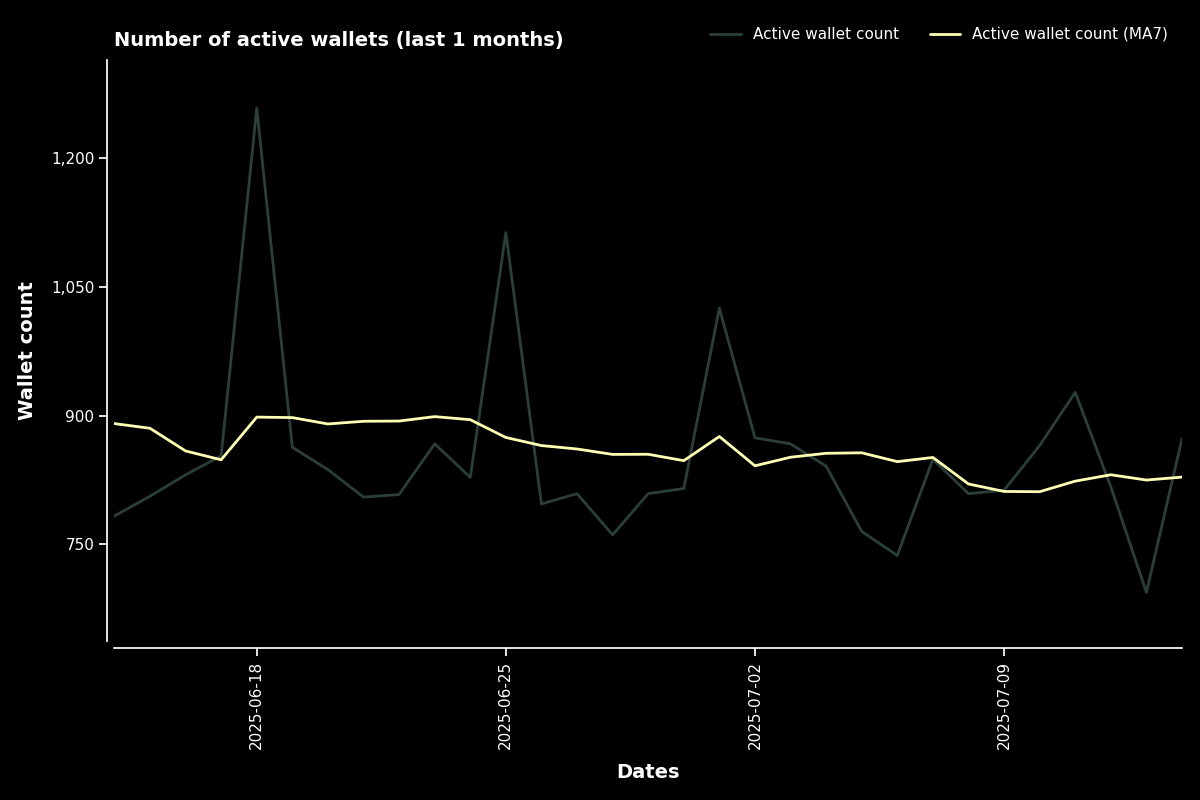 Number of active wallets (last 1 months)
Active wallet count
Active wallet count (MA7)
Wallet count
1,200
1,050
900
750
2025-06-18
2025-06-25
2025-07-02
2025-07-09
Dates